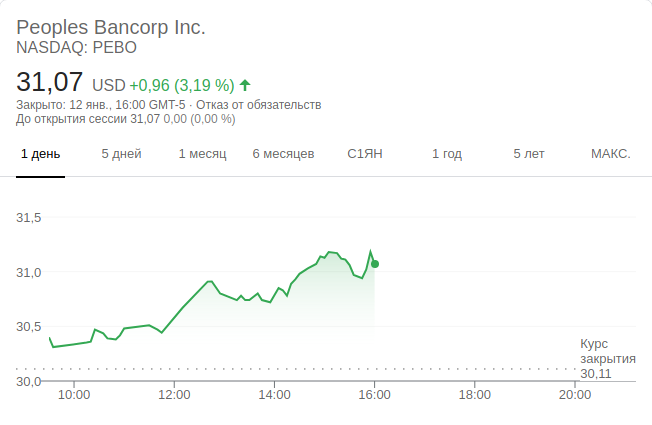 Peoples Bancorp Inc.
NASDAQ: PEBO
31,07 USD +0,96 (3,19 %)
Закрыто: 12 янв., 16:00 GMT-5 · Отказ от обязательств
До открытия сессии 31,07 0,00 (0,00 %)
1 день 5 дней 1 месяц 6 месяцев С1ЯН 1 год 5 лет МАКС.
31,5
31,0
30,5
Курс
закрытия
30,11
30,0
10:00 12:00 14:00 16:00 18:00 20:00